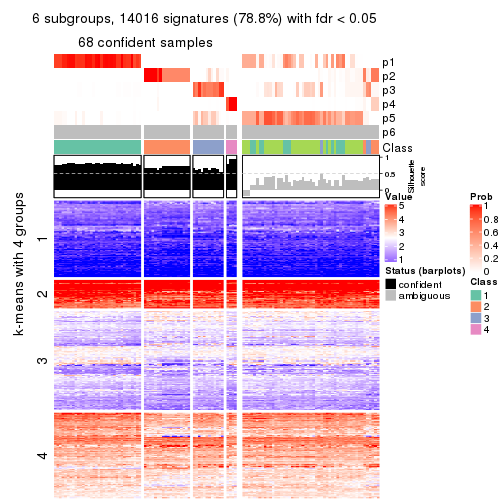 6 subgroups, 14016 signatures (78.8%) with fdr < 0.05
68 confident samples
p1
p2
p3
p4
p5
p6
Class
1
0.5
0
Silhouette
score
k-means with 4 groups
1
2
3
4
Value
5
4
3
2
1
Status (barplots)
confident
ambiguous
Prob
1
0.8
0.6
0.4
0.2
0
Class
1
2
3
4